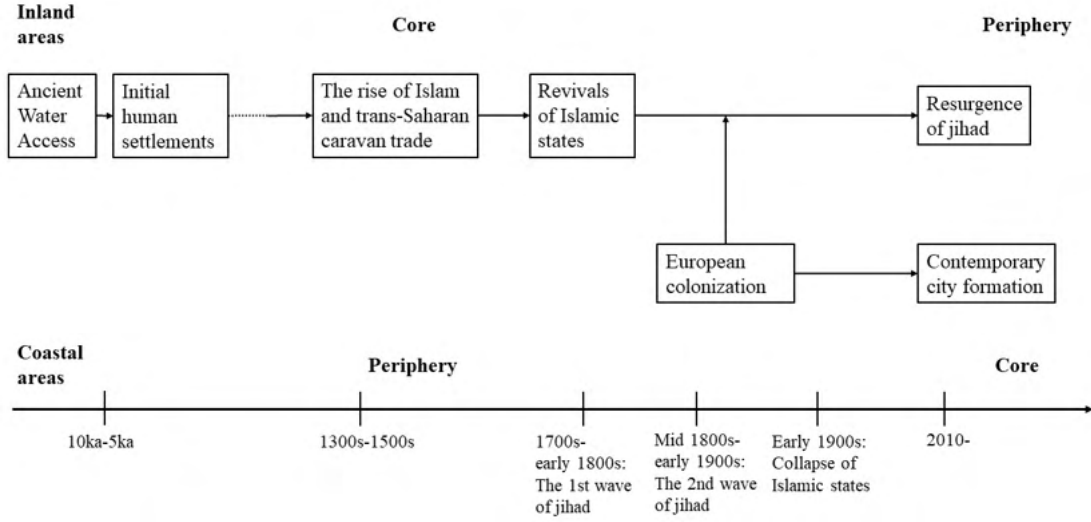 Inland
areas
Core
Periphery
Ancient
Water
Access
Initial
human
settlements
The rise of Islam
and trans-Saharan
caravan trade
Revivals
of Islamic
states
Resurgence
of jihad
European
colonization
Contemporary
city formation
Coastal
areas
Periphery
Core
10ka-5ka
1300s-1500s
1700s-
early 1800s:
The 1st wave
of jihad
Mid 1800s-
early 1900s:
The 2nd wave
of jihad
Early 1900s:
Collapse of
Islamic states
2010-